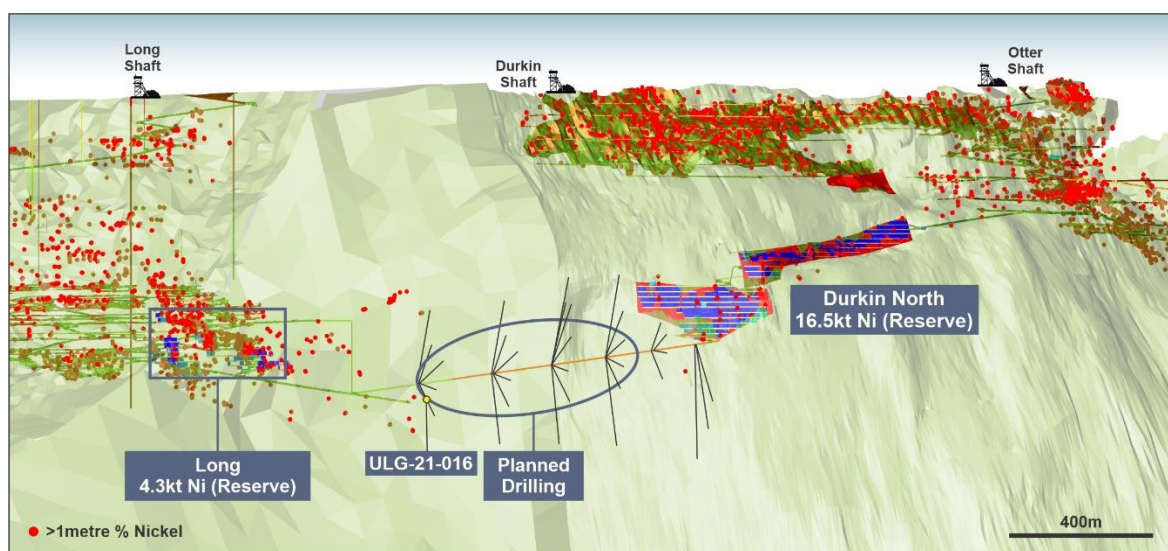 Long
Shaft
Durkin
Shaft
Otter
Shaft
Durkin North
16.5kt Ni (Reserve)
Long
4.3kt Ni (Reserve)
ULG-21-016
Planned
Drilling
>1metre % Nickel
400m